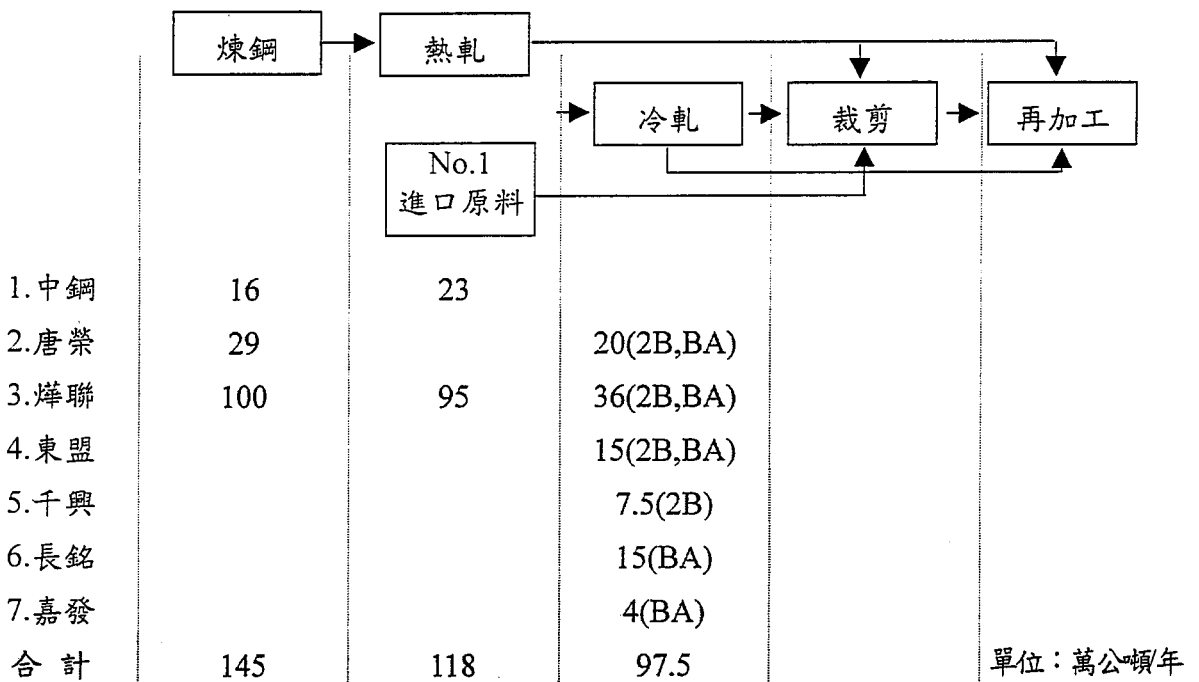 煉鋼 熱軋
冷軋 裁剪 再加工
No.1
進口原料
1.中鋼 16 23
2.唐榮 29 20(2B,BA)
3.燁聯 100 95 36(2B,BA)
4.東盟 15(2B,BA)
5.千興 7.5(2B)
6.長銘 15(BA)
7.嘉發 4(BA)
合計 145 118 97.5 單位：萬公噸/年